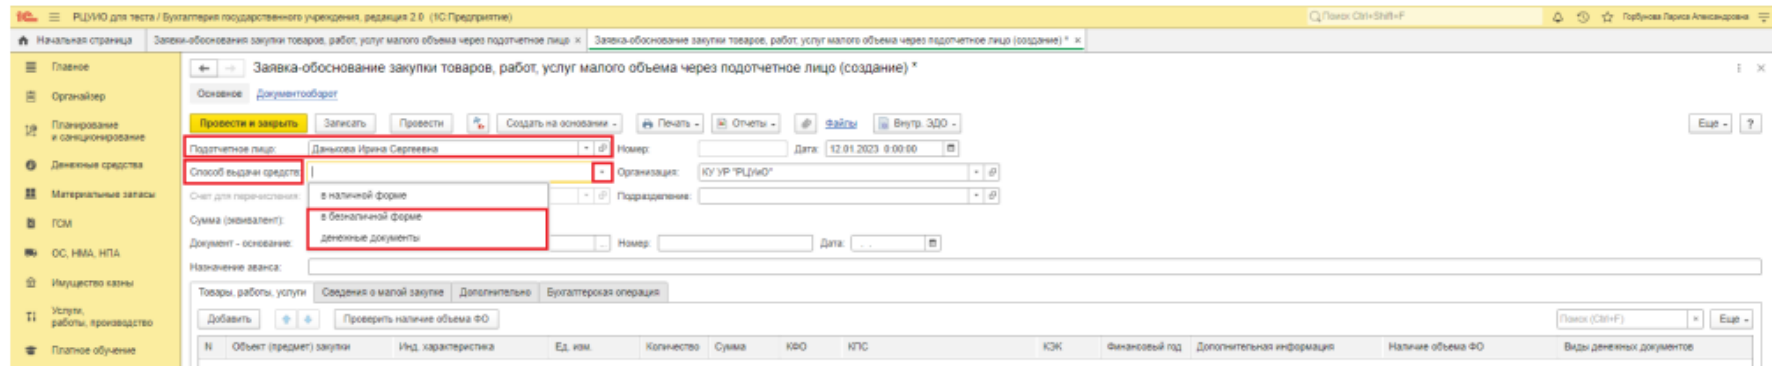 1С РЦУИО для теста / Бухгалтерия государственного учреждения, редакция 2.0 (1С:Предприятие) Поиск Ctrl+Shift+F Горбунова Лариса Александровна
Начальная страница Заявки-обоснования закупки товаров, работ, услуг малого объема через подотчетное лицо × Заявка-обоснование закупки товаров, работ, услуг малого объема через подотчетное лицо (создание) * ×
Главное
Органайзер
Планирование
и санкционирование
Денежные средства
Материальные запасы
ГСМ
ОС, НМА, НПА
Имущество казны
Услуги,
работы, производство
Платное обучение
Заявка-обоснование закупки товаров, работ, услуг малого объема через подотчетное лицо (создание) *
Основное Документооборот
Провести и закрыть Записать Провести Создать на основании Печать Отчеты Файлы Внутр. ЭДО Еще ?
Подотчетное лицо: Данькова Ирина Сергеевна Номер: Дата: 12.01.2023 0:00:00
Способ выдачи средств: Организация: КУ УР "РЦУИО"
Счет для перечисления: в наличной форме Подразделение:
Сумма (эквивалент): в безналичной форме
денежные документы
Документ - основание: ... Номер: Дата: . .
Назначение аванса:
Товары, работы, услуги Сведения о малой закупке Дополнительно Бухгалтерская операция
Добавить Проверить наличие объема ФО Поиск (Ctrl+F) × Еще
N Объект (предмет) закупки Инд. характеристика Ед. изм. Количество Сумма КФО КПС КЭК Финансовый год Дополнительная информация Наличие объема ФО Виды денежных документов